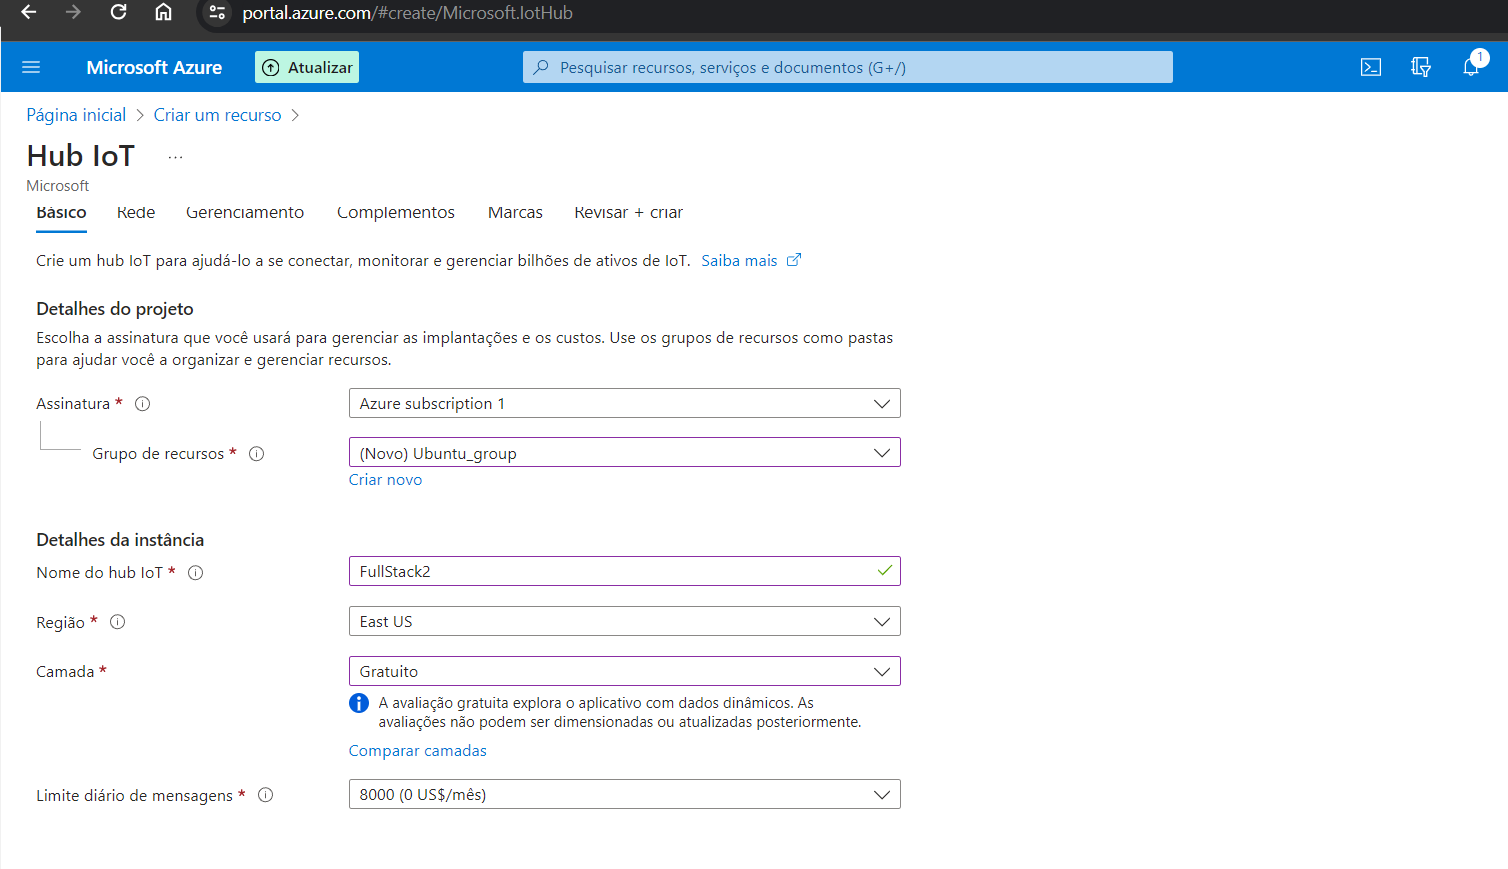 portal.azure.com/#create/Microsoft.IotHub
Microsoft Azure
Atualizar
Pesquisar recursos, serviços e documentos (G+/)
1
Página inicial > Criar um recurso >
Hub IoT ...
Microsoft
Básico Rede Gerenciamento Complementos Marcas Revisar + criar
Crie um hub IoT para ajudá-lo a se conectar, monitorar e gerenciar bilhões de ativos de IoT. Saiba mais
Detalhes do projeto
Escolha a assinatura que você usará para gerenciar as implantações e os custos. Use os grupos de recursos como pastas
para ajudar você a organizar e gerenciar recursos.
Assinatura * Azure subscription 1
Grupo de recursos * (Novo) Ubuntu_group
Criar novo
Detalhes da instância
Nome do hub IoT * FullStack2
Região * East US
Camada * Gratuito
A avaliação gratuita explora o aplicativo com dados dinâmicos. As
avaliações não podem ser dimensionadas ou atualizadas posteriormente.
Comparar camadas
Limite diário de mensagens * 8000 (0 US$/mês)